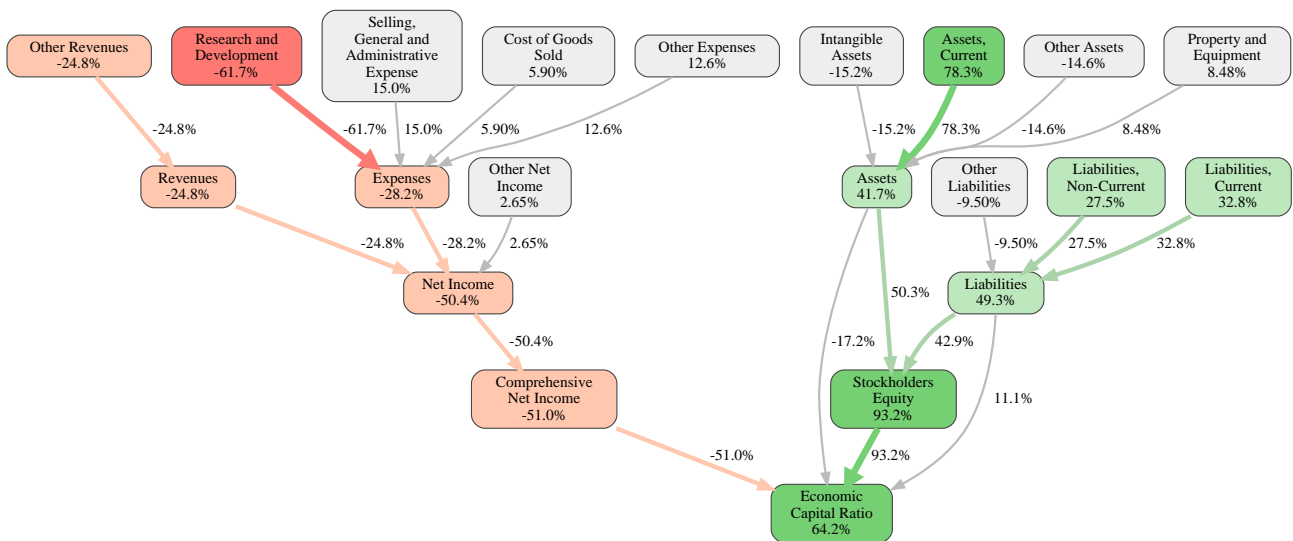 Other Revenues
-24.8%
Research and
Development
-61.7%
Selling,
General and
Administrative
Expense
15.0%
Cost of Goods
Sold
5.90%
Other Expenses
12.6%
Intangible
Assets
-15.2%
Assets,
Current
78.3%
Other Assets
-14.6%
Property and
Equipment
8.48%
-24.8%
-61.7%
15.0%
5.90%
12.6%
-15.2%
78.3%
-14.6%
8.48%
Revenues
-24.8%
Expenses
-28.2%
Other Net
Income
2.65%
Assets
41.7%
Other
Liabilities
-9.50%
Liabilities,
Non-Current
27.5%
Liabilities,
Current
32.8%
-24.8%
-28.2%
2.65%
-9.50%
27.5%
32.8%
Net Income
-50.4%
Liabilities
49.3%
50.3%
-50.4%
-17.2%
42.9%
Comprehensive
Net Income
-51.0%
Stockholders
Equity
93.2%
11.1%
-51.0%
93.2%
Economic
Capital Ratio
64.2%